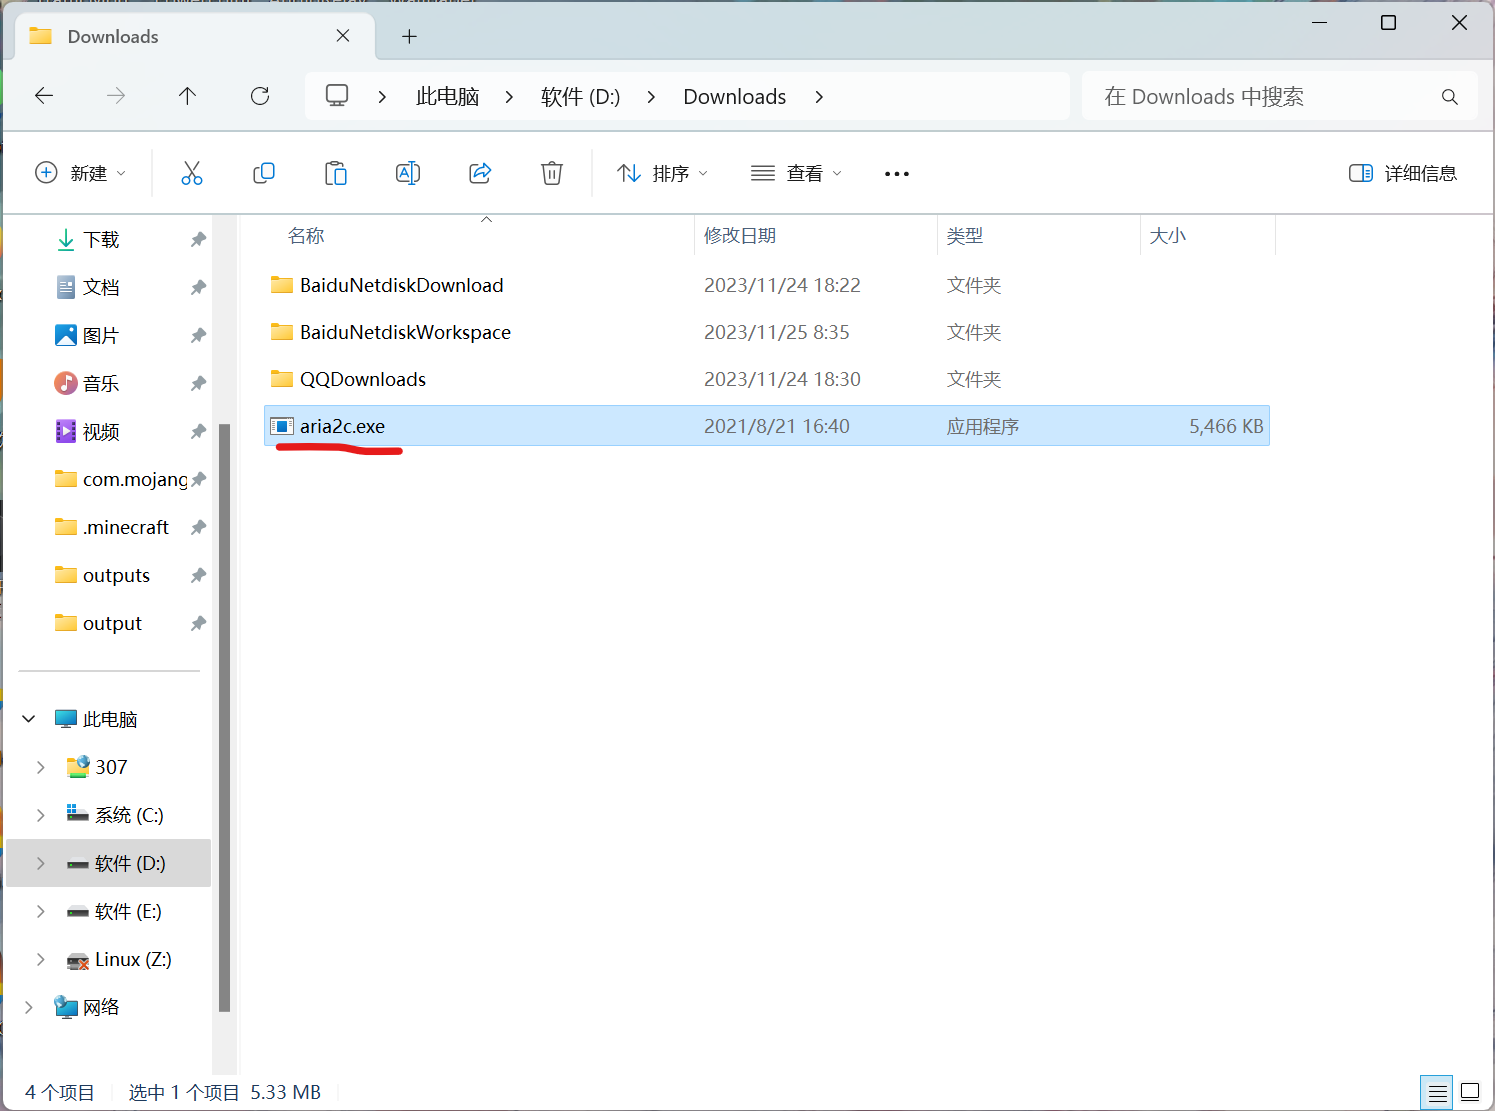 Downloads
此电脑 软件 (D:) Downloads
在 Downloads 中搜索
新建 排序 查看 详细信息
下载
文档
图片
音乐
视频
com.mojang
.minecraft
outputs
output
此电脑
307
系统 (C:)
软件 (D:)
软件 (E:)
Linux (Z:)
网络
名称 修改日期 类型 大小
BaiduNetdiskDownload 2023/11/24 18:22 文件夹
BaiduNetdiskWorkspace 2023/11/25 8:35 文件夹
QQDownloads 2023/11/24 18:30 文件夹
aria2c.exe 2021/8/21 16:40 应用程序 5,466 KB
4 个项目 选中 1 个项目 5.33 MB